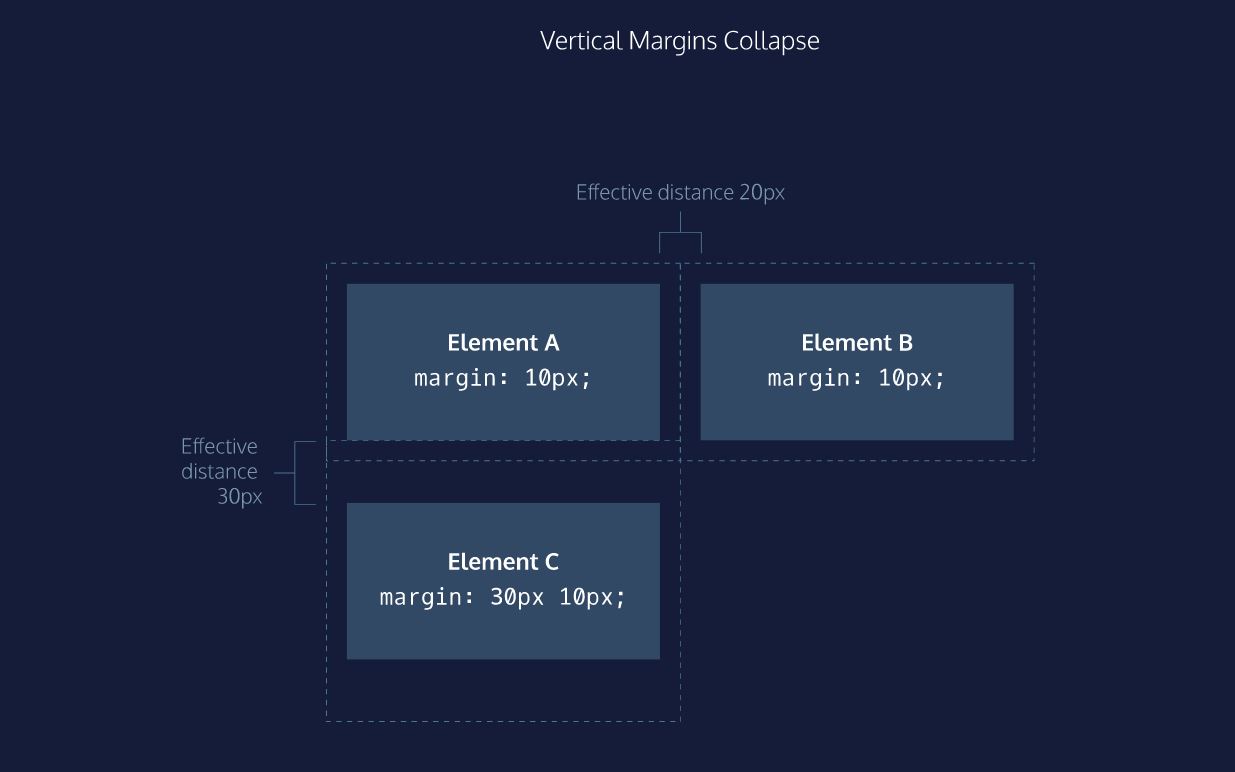 Vertical Margins Collapse
Effective distance 20px
Element A
margin: 10px;
Element B
margin: 10px;
Effective
distance
30px
Element C
margin: 30px 10px;